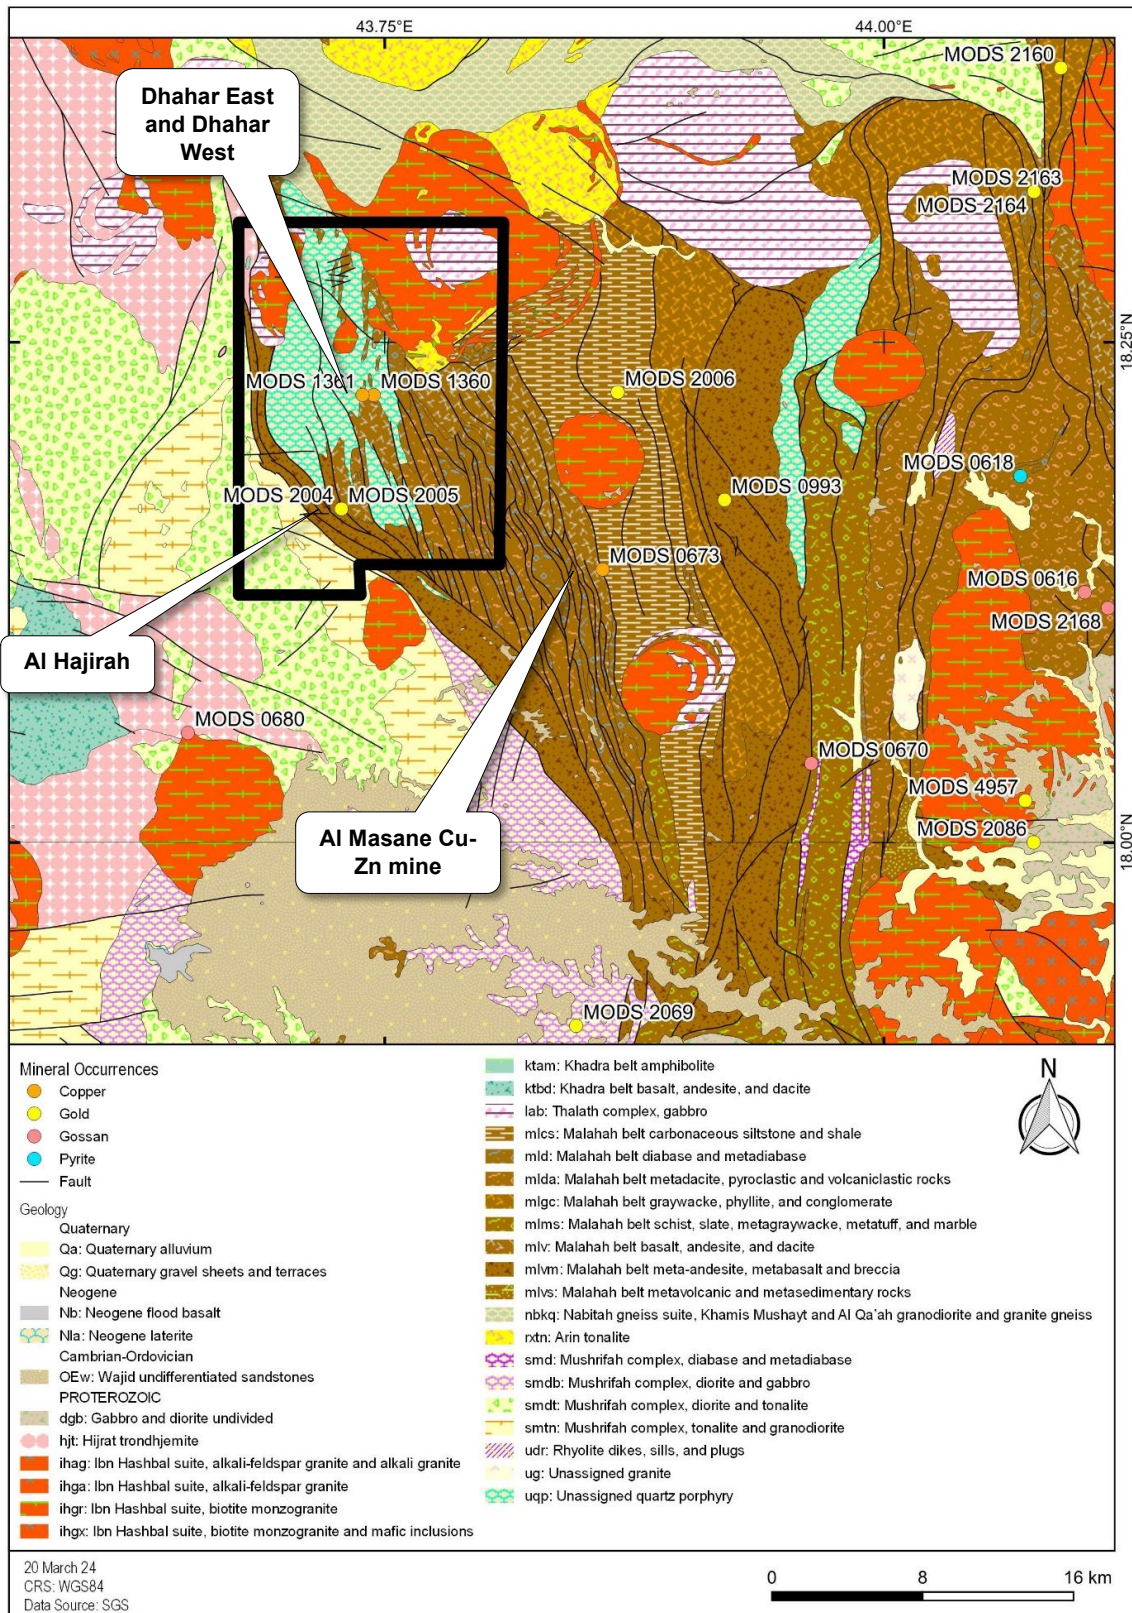 43.75°E
44.00°E
MODS 2160
Dhahar East
and Dhahar
West
MODS 2163
MODS 2164
18.25°N
MODS 1361
MODS 1360
MODS 2006
MODS 0618
MODS 2004
MODS 2005
MODS 0993
MODS 0673
MODS 0616
MODS 2168
Al Hajirah
MODS 0680
MODS 0670
MODS 4957
MODS 2086
Al Masane Cu-
Zn mine
18.00°N
MODS 2069
Mineral Occurrences
Copper
Gold
Gossan
Pyrite
Fault
Geology
Quaternary
Qa: Quaternary alluvium
Qg: Quaternary gravel sheets and terraces
Neogene
Nb: Neogene flood basalt
Nla: Neogene laterite
Cambrian-Ordovician
OEw: Wajid undifferentiated sandstones
PROTEROZOIC
dgb: Gabbro and diorite undivided
hjt: Hijrat trondhjemite
ihag: Ibn Hashbal suite, alkali-feldspar granite and alkali granite
ihga: Ibn Hashbal suite, alkali-feldspar granite
ihgr: Ibn Hashbal suite, biotite monzogranite
ihgx: Ibn Hashbal suite, biotite monzogranite and mafic inclusions
ktam: Khadra belt amphibolite
ktbd: Khadra belt basalt, andesite, and dacite
lab: Thalath complex, gabbro
mlcs: Malahah belt carbonaceous siltstone and shale
mld: Malahah belt diabase and metadiabase
mlda: Malahah belt metadacite, pyroclastic and volcaniclastic rocks
mlgc: Malahah belt graywacke, phyllite, and conglomerate
mlms: Malahah belt schist, slate, metagraywacke, metatuff, and marble
mlv: Malahah belt basalt, andesite, and dacite
mlvm: Malahah belt meta-andesite, metabasalt and breccia
mlvs: Malahah belt metavolcanic and metasedimentary rocks
nbkq: Nabitah gneiss suite, Khamis Mushayt and Al Qa'ah granodiorite and granite gneiss
rxtn: Arin tonalite
smd: Mushrifah complex, diabase and metadiabase
smdb: Mushrifah complex, diorite and gabbro
smdt: Mushrifah complex, diorite and tonalite
smtn: Mushrifah complex, tonalite and granodiorite
udr: Rhyolite dikes, sills, and plugs
ug: Unassigned granite
uqp: Unassigned quartz porphyry
N
20 March 24
CRS: WGS84
Data Source: SGS
0 8 16 km